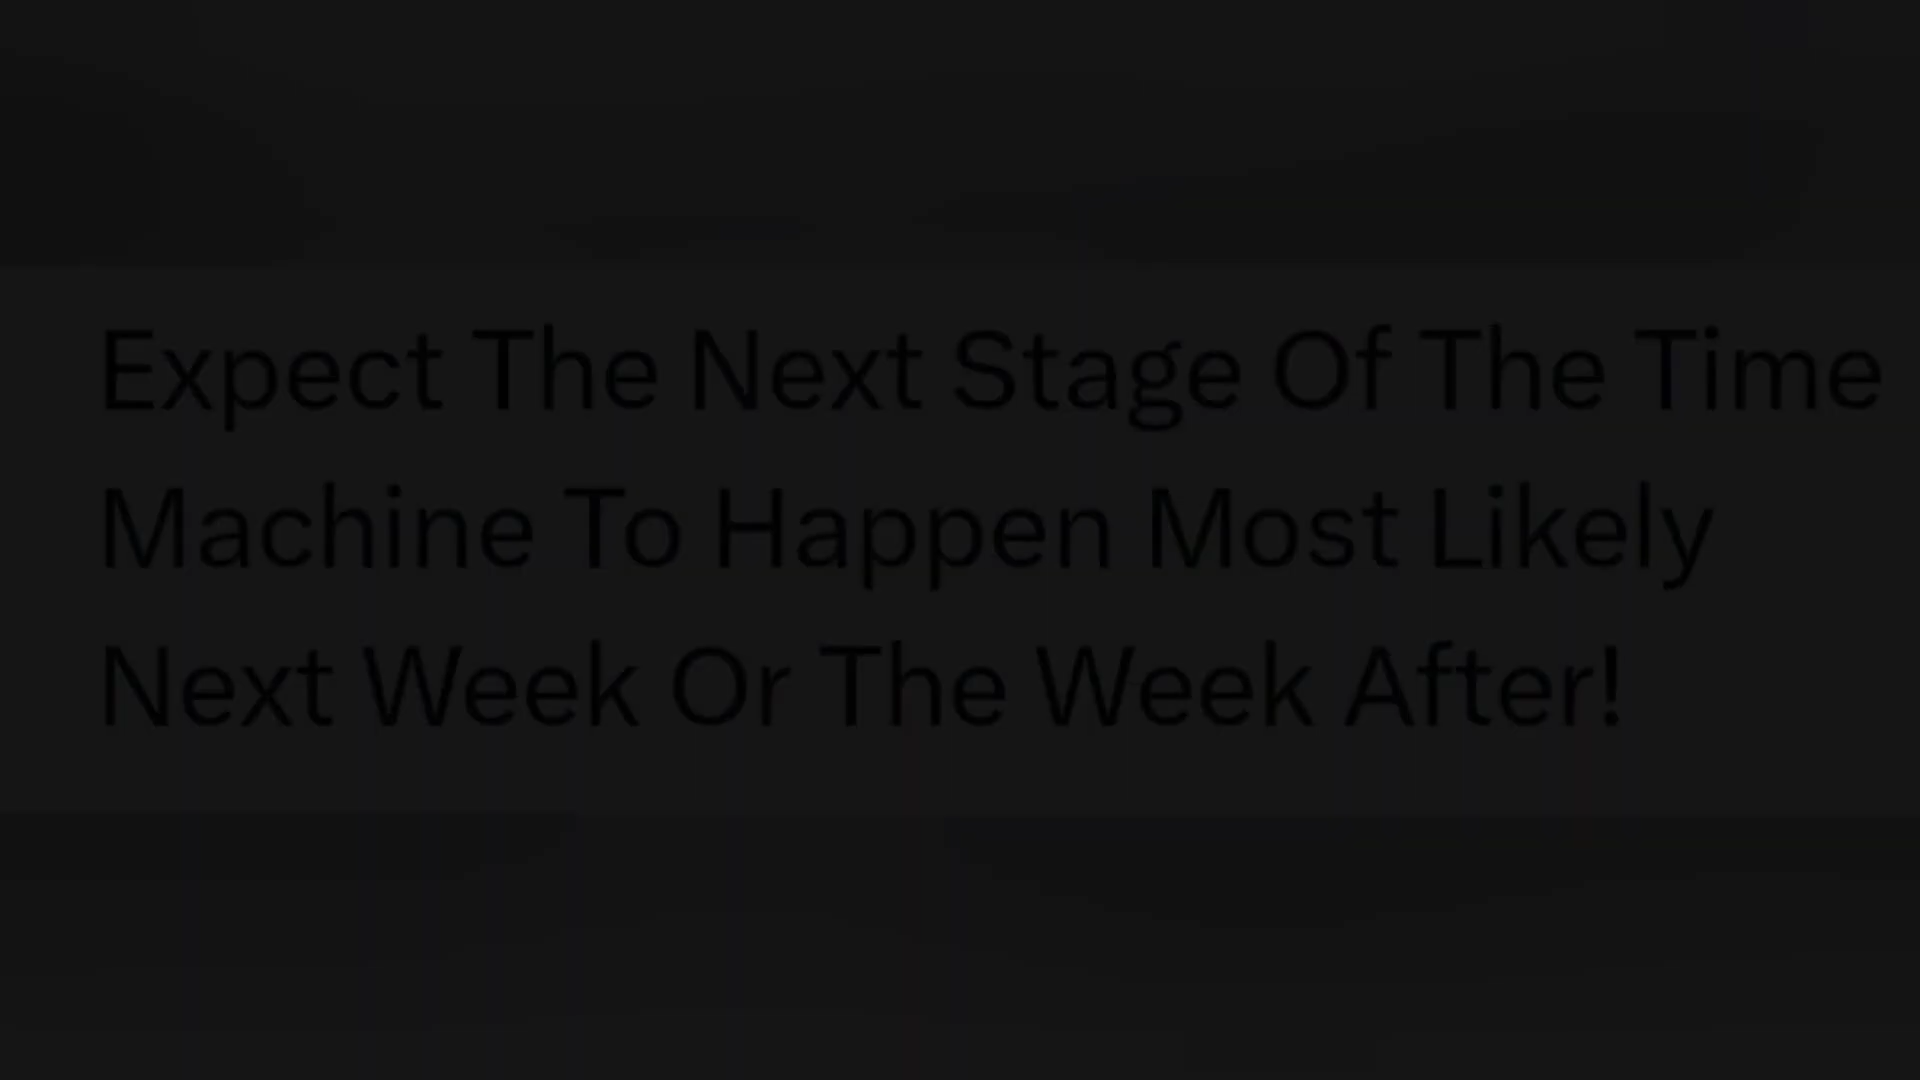 Expect The Next Stage Of The Time
Machine To Happen Most Likely
Next Week Or The Week After!